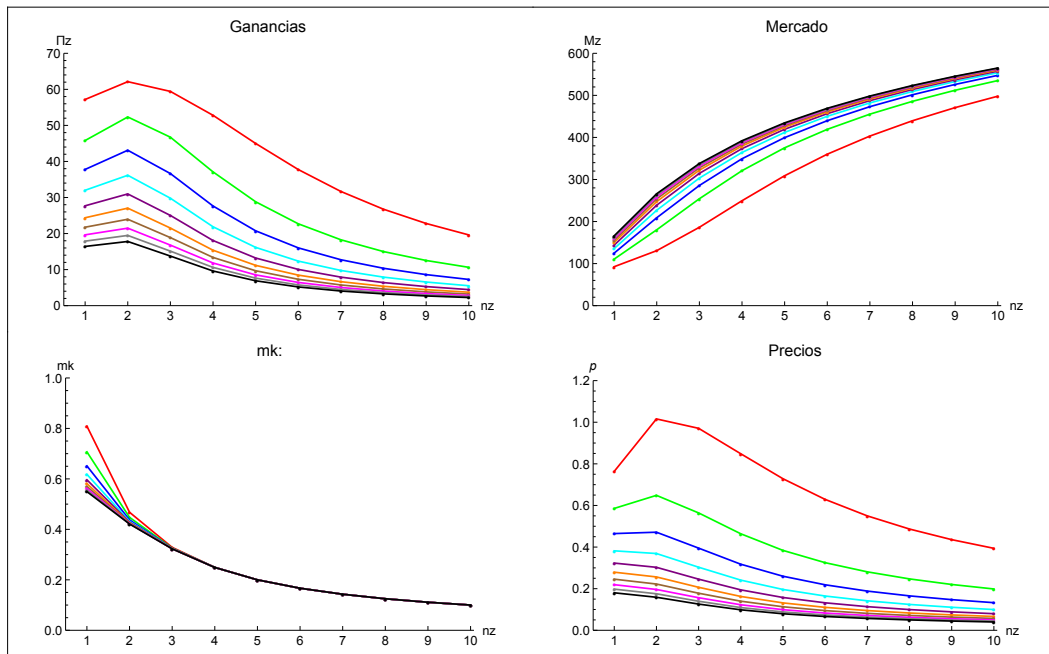 Ganancias
Πz
70
60
50
40
30
20
10
0
1 2 3 4 5 6 7 8 9 10
nz
Mercado
Mz
600
500
400
300
200
100
0
1 2 3 4 5 6 7 8 9 10
nz
mk:
mk
1.0
0.8
0.6
0.4
0.2
0.0
1 2 3 4 5 6 7 8 9 10
nz
Precios
p
1.2
1.0
0.8
0.6
0.4
0.2
0.0
1 2 3 4 5 6 7 8 9 10
nz